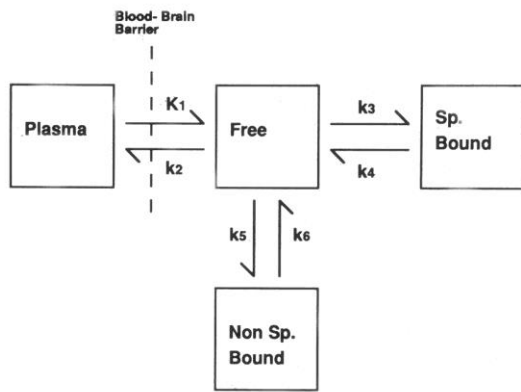 Blood- Brain
Barrier
K1
k3
Plasma
Free
Sp.
Bound
k2
k4
k5
k6
Non Sp.
Bound